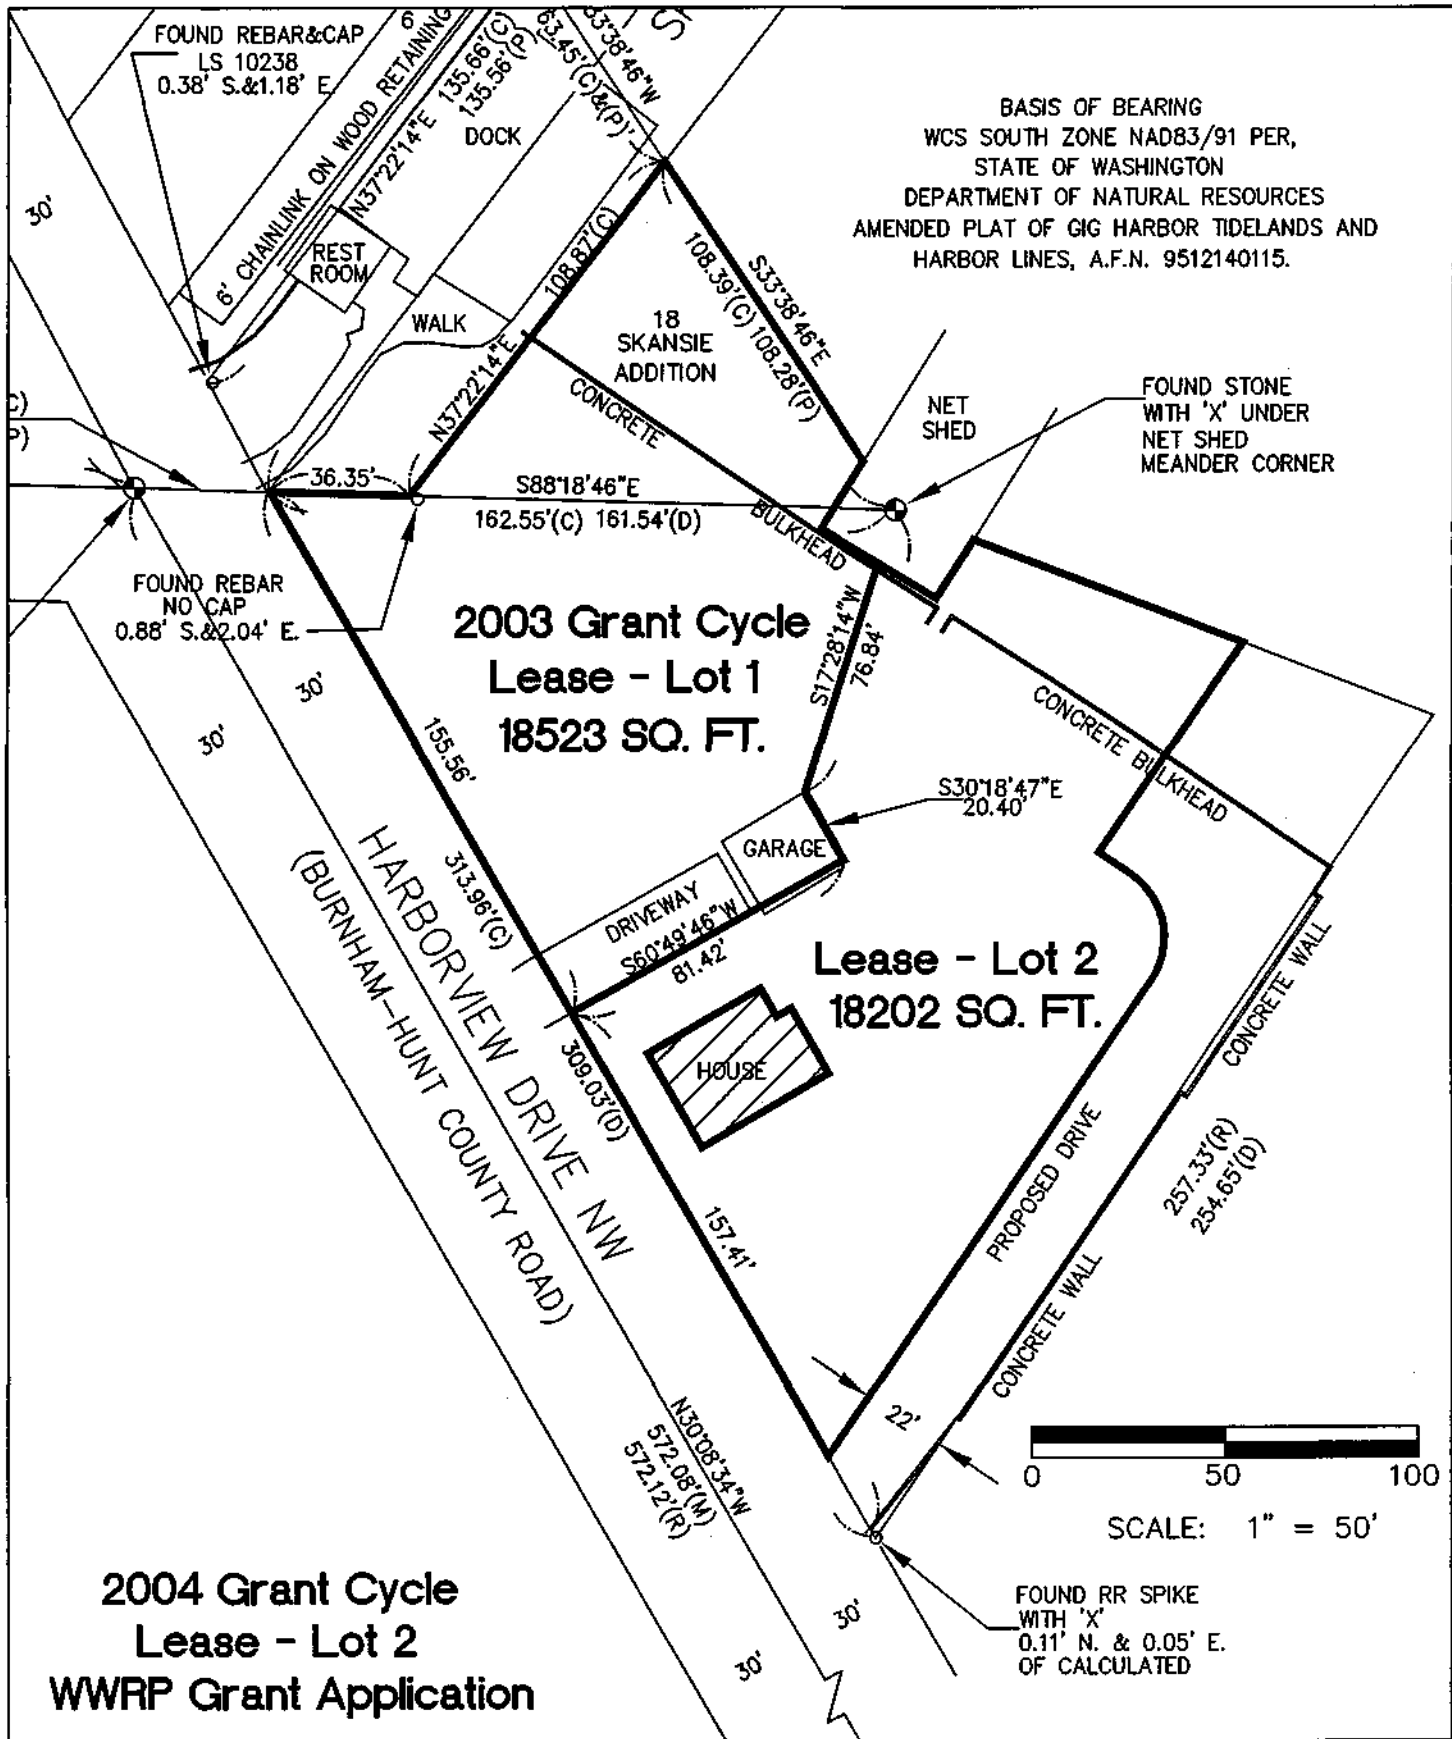 FOUND REBAR&CAP
LS 10238
0.38' S.&1.18' E.
6' CHAINLINK ON WOOD RETAINING
6'
N37°22'14"E 135.66'(C)
135.56'(P)
63.45'(C)&(P)
83°38'46"W
DOCK
REST
ROOM
WALK
30'
BASIS OF BEARING
WCS SOUTH ZONE NAD83/91 PER,
STATE OF WASHINGTON
DEPARTMENT OF NATURAL RESOURCES
AMENDED PLAT OF GIG HARBOR TIDELANDS AND
HARBOR LINES, A.F.N. 9512140115.
N37°22'14"E
108.87'(C)
S33°38'46"E
108.39'(C) 108.28'(P)
18
SKANSIE
ADDITION
CONCRETE
BULKHEAD
NET
SHED
FOUND STONE
WITH 'X' UNDER
NET SHED
MEANDER CORNER
C)
P)
36.35'
S88°18'46"E
162.55'(C) 161.54'(D)
FOUND REBAR
NO CAP
0.88' S.&2.04' E.
2003 Grant Cycle
Lease - Lot 1
18523 SQ. FT.
S17°28'14"W
76.84'
CONCRETE BULKHEAD
S30°18'47"E
20.40'
30'
30'
155.56'
313.96'(C)
GARAGE
DRIVEWAY
S60°49'46"W
81.42'
Lease - Lot 2
18202 SQ. FT.
HOUSE
HARBORVIEW DRIVE NW
(BURNHAM-HUNT COUNTY ROAD)
309.03'(D)
157.41'
CONCRETE WALL
257.33'(R)
254.65'(D)
PROPOSED DRIVE
CONCRETE WALL
22'
N30°08'34"W
572.08'(M)
572.12'(R)
0 50 100
SCALE: 1" = 50'
FOUND RR SPIKE
WITH 'X'
0.11' N. & 0.05' E.
OF CALCULATED
30'
30'
2004 Grant Cycle
Lease - Lot 2
WWRP Grant Application